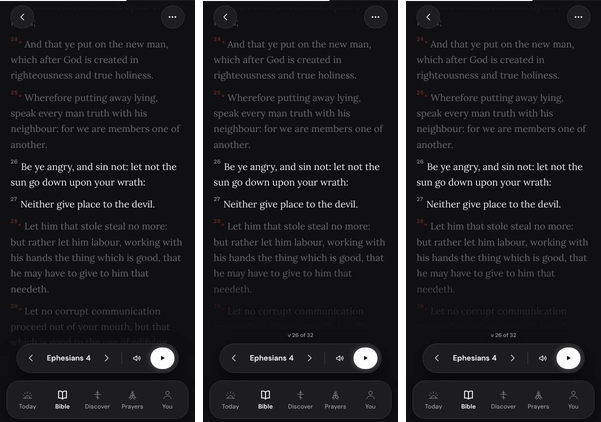 24 And that ye put on the new man,
which after God is created in
righteousness and true holiness.
25 Wherefore putting away lying,
speak every man truth with his
neighbour: for we are members one of
another.
26 Be ye angry, and sin not: let not the
sun go down upon your wrath:
27 Neither give place to the devil.
28 Let him that stole steal no more:
but rather let him labour, working with
his hands the thing which is good, that
he may have to give to him that
needeth.
29 Let no corrupt communication
proceed out of your mouth, but that
Ephesians 4
Today Bible Discover Prayers You
24 And that ye put on the new man,
which after God is created in
righteousness and true holiness.
25 Wherefore putting away lying,
speak every man truth with his
neighbour: for we are members one of
another.
26 Be ye angry, and sin not: let not the
sun go down upon your wrath:
27 Neither give place to the devil.
28 Let him that stole steal no more:
but rather let him labour, working with
his hands the thing which is good, that
he may have to give to him that
needeth.
29 Let no corrupt communication
v 26 of 32
Ephesians 4
Today Bible Discover Prayers You
24 And that ye put on the new man,
which after God is created in
righteousness and true holiness.
25 Wherefore putting away lying,
speak every man truth with his
neighbour: for we are members one of
another.
26 Be ye angry, and sin not: let not the
sun go down upon your wrath:
27 Neither give place to the devil.
28 Let him that stole steal no more:
but rather let him labour, working with
his hands the thing which is good, that
he may have to give to him that
needeth.
29 Let no corrupt communication
v 26 of 32
Ephesians 4
Today Bible Discover Prayers You